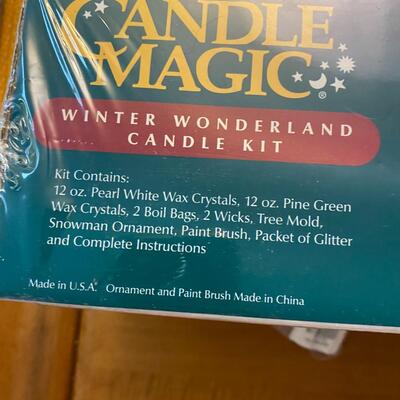 CANDLE
MAGIC®
WINTER WONDERLAND
CANDLE KIT
Kit Contains:
12 oz. Pearl White Wax Crystals, 12 oz. Pine Green
Wax Crystals, 2 Boil Bags, 2 Wicks, Tree Mold,
Snowman Ornament, Paint Brush, Packet of Glitter
and Complete Instructions
Made in U.S.A. Ornament and Paint Brush Made in China